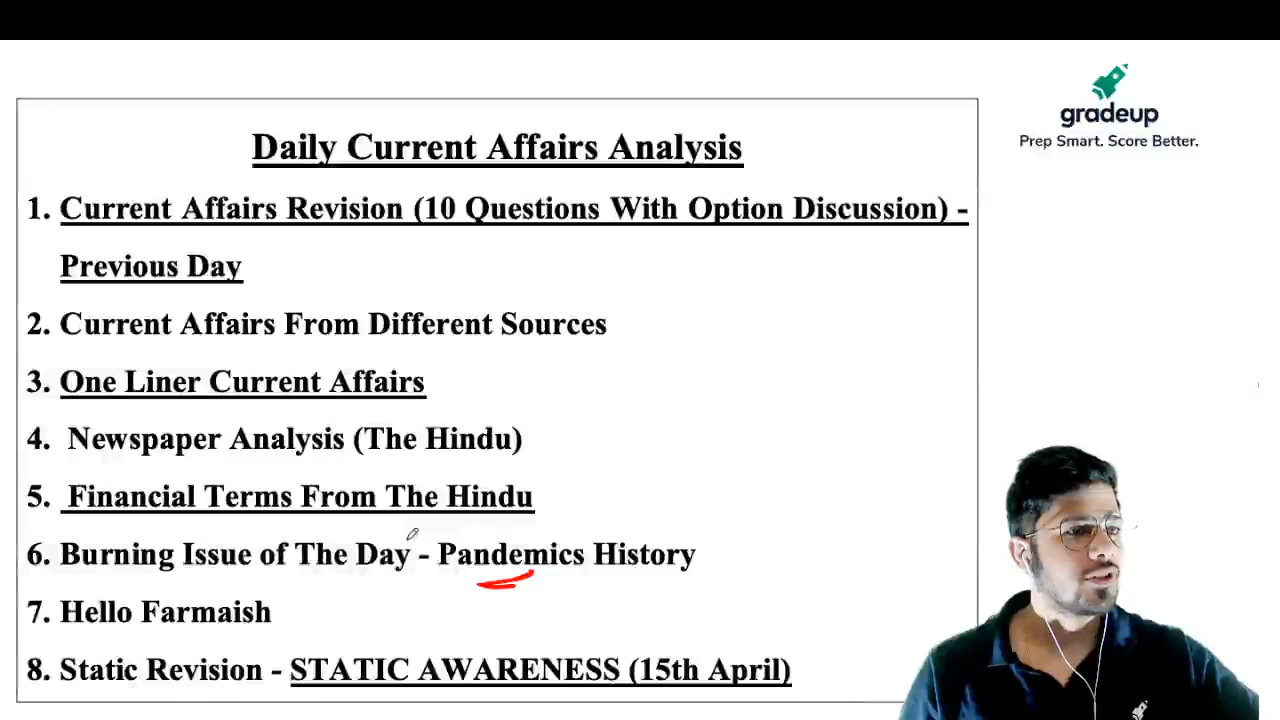 gradeup
Prep Smart. Score Better.
Daily Current Affairs Analysis
1. Current Affairs Revision (10 Questions With Option Discussion) -
Previous Day
2. Current Affairs From Different Sources
3. One Liner Current Affairs
4. Newspaper Analysis (The Hindu)
5. Financial Terms From The Hindu
6. Burning Issue of The Day - Pandemics History
7. Hello Farmaish
8. Static Revision - STATIC AWARENESS (15th April)